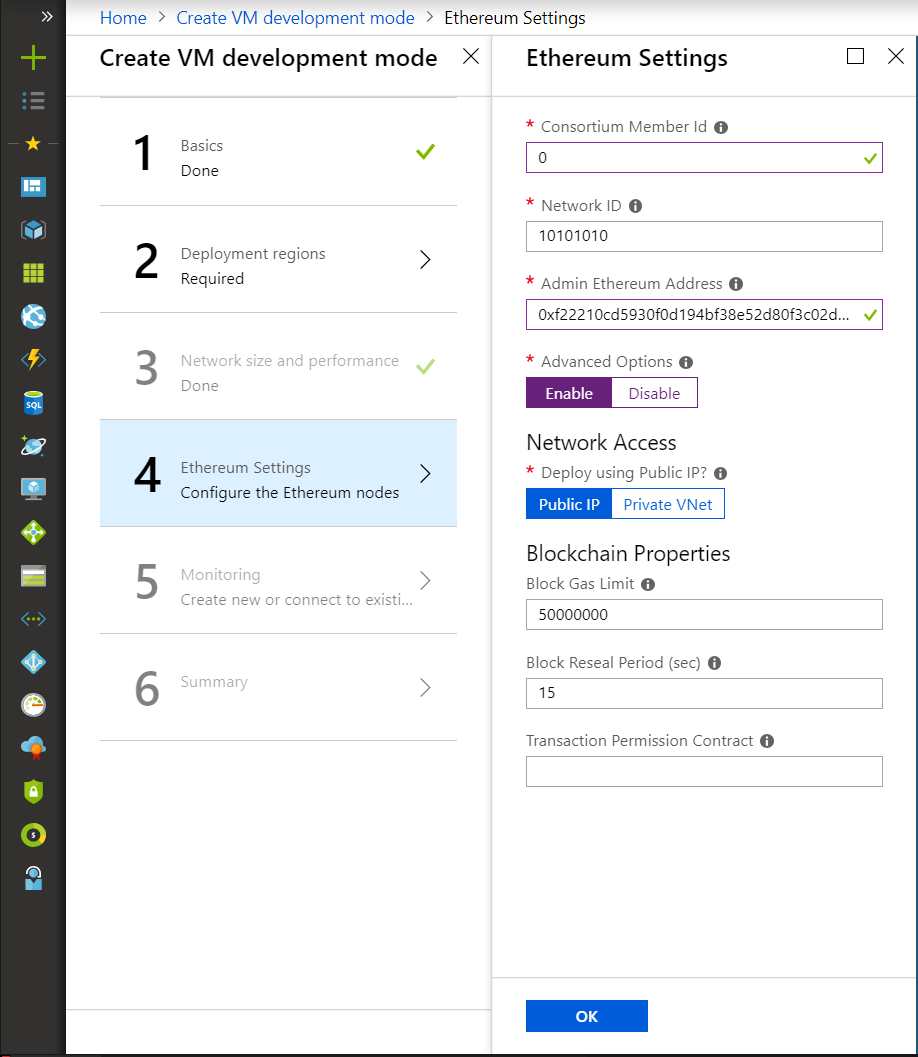 Home > Create VM development mode > Ethereum Settings
Create VM development mode
1
Basics
Done
2
Deployment regions
Required
3
Network size and performance
Done
4
Ethereum Settings
Configure the Ethereum nodes
5
Monitoring
Create new or connect to existi...
6
Summary
Ethereum Settings
* Consortium Member Id
0
* Network ID
10101010
* Admin Ethereum Address
0xf22210cd5930f0d194bf38e52d80f3c02d...
* Advanced Options
Enable Disable
Network Access
* Deploy using Public IP?
Public IP Private VNet
Blockchain Properties
Block Gas Limit
50000000
Block Reseal Period (sec)
15
Transaction Permission Contract
OK
SQL